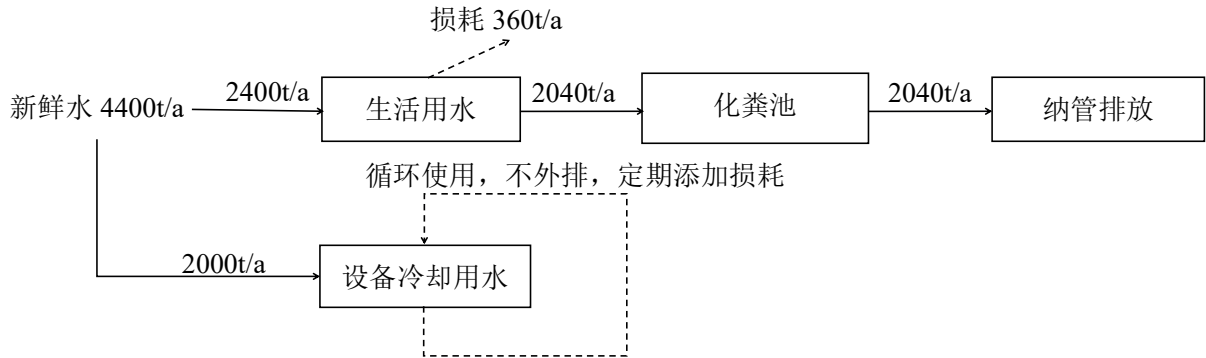 损耗 360t/a
新鲜水 4400t/a
2400t/a
生活用水
2040t/a
化粪池
2040t/a
纳管排放
循环使用，不外排，定期添加损耗
2000t/a
设备冷却用水